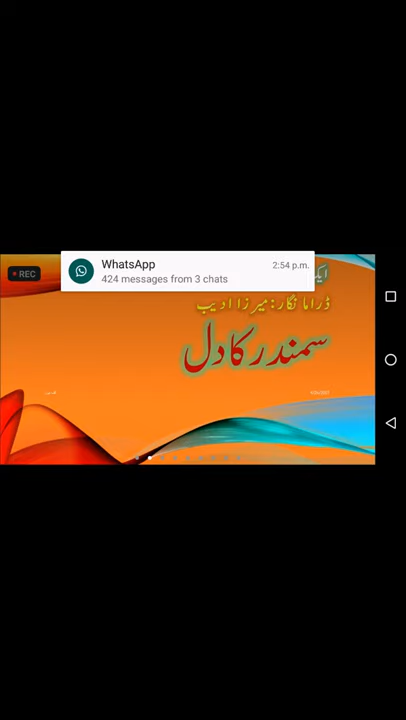 WhatsApp
2:54 p.m.
424 messages from 3 chats
REC
ڈراما نگار: میرزا ادیب
سمندر کا دل